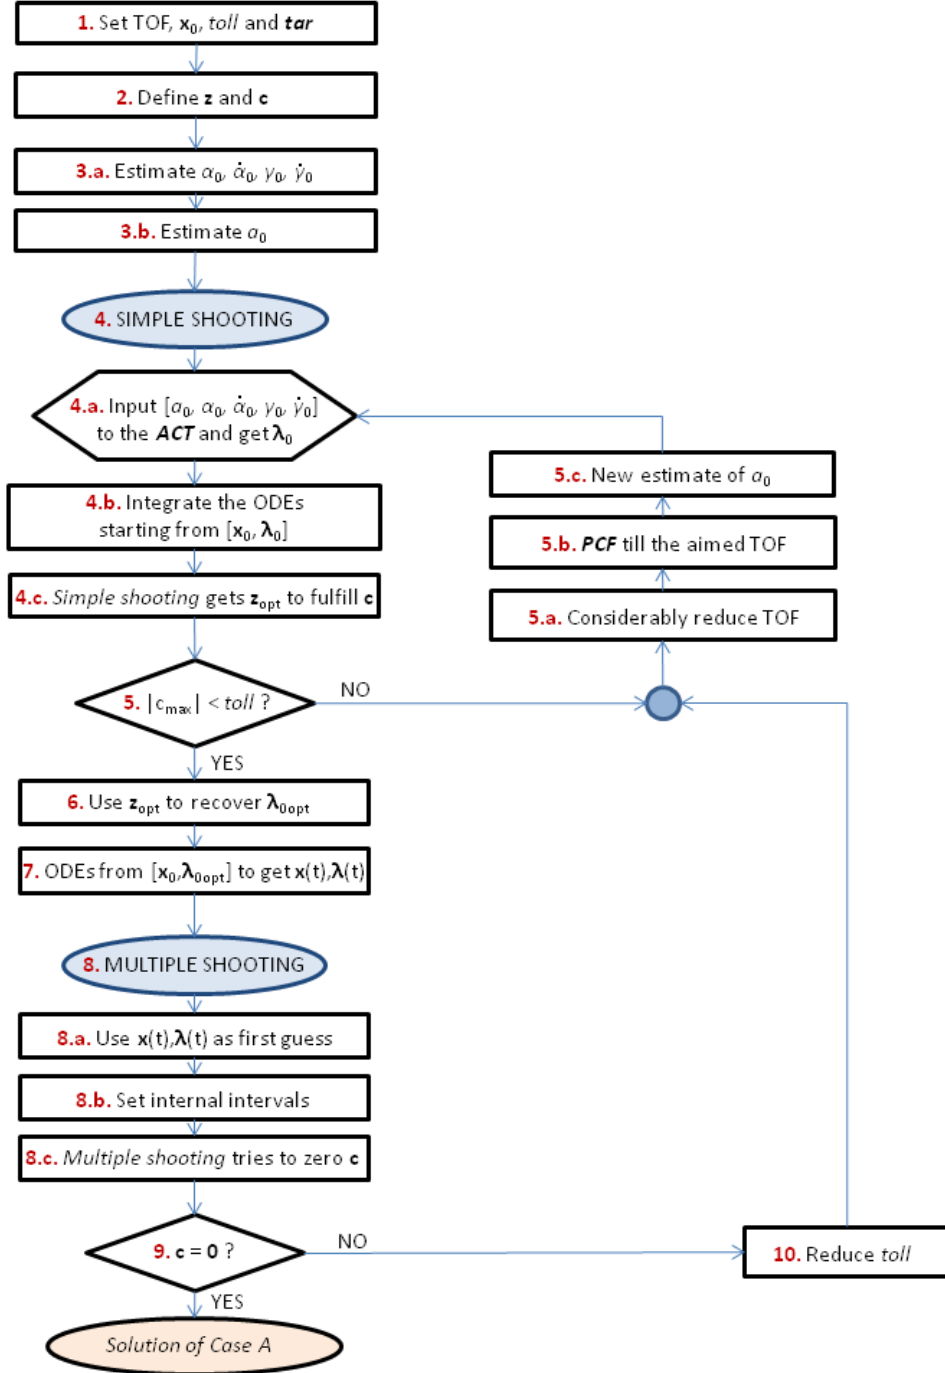 1. Set TOF, x₀, toll and tar
2. Define z and c
3.a. Estimate α₀, α̇₀, γ₀, γ̇₀
3.b. Estimate a₀
4. SIMPLE SHOOTING
4.a. Input [a₀, α₀, α̇₀, γ₀, γ̇₀]
to the ACT and get λ₀
4.b. Integrate the ODEs
starting from [x₀, λ₀]
4.c. Simple shooting gets z_opt to fulfill c
5. |c_max| < toll ?
NO
YES
5.c. New estimate of a₀
5.b. PCF till the aimed TOF
5.a. Considerably reduce TOF
6. Use z_opt to recover λ_0opt
7. ODEs from [x₀,λ_0opt] to get x(t),λ(t)
8. MULTIPLE SHOOTING
8.a. Use x(t),λ(t) as first guess
8.b. Set internal intervals
8.c. Multiple shooting tries to zero c
9. c = 0 ?
NO
10. Reduce toll
YES
Solution of Case A